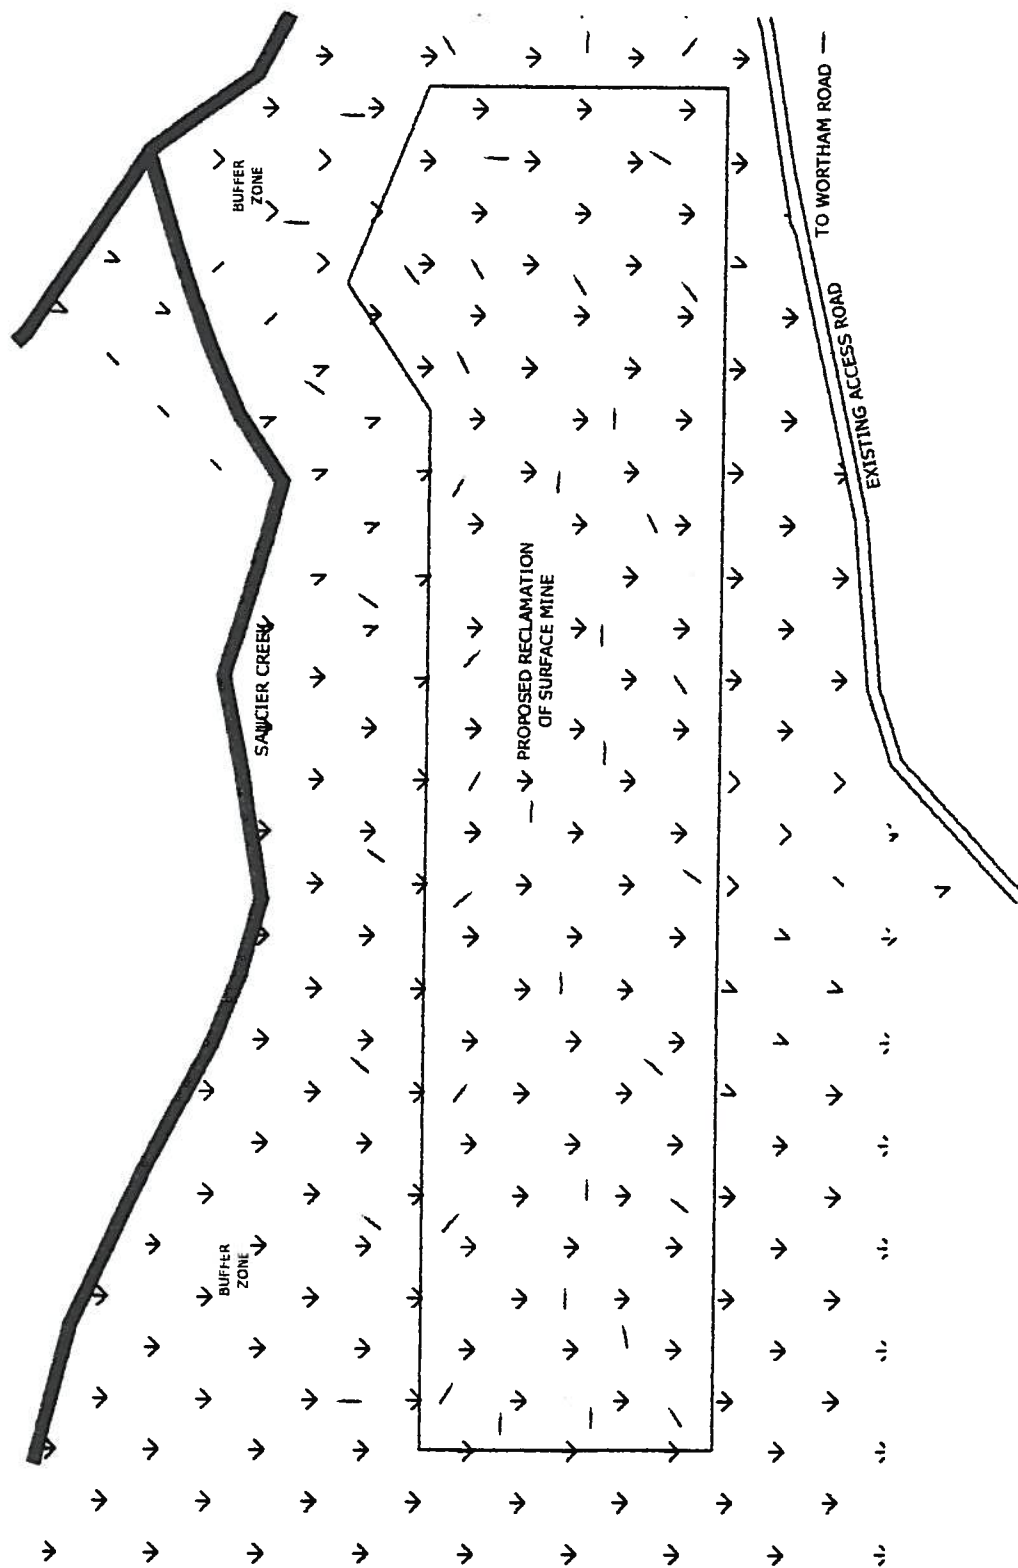 BUFFER
ZONE
TO WORTHAM ROAD —
EXISTING ACCESS ROAD
SAUCIER CREEK
PROPOSED RECLAMATION
OF SURFACE MINE
BUFFER
ZONE